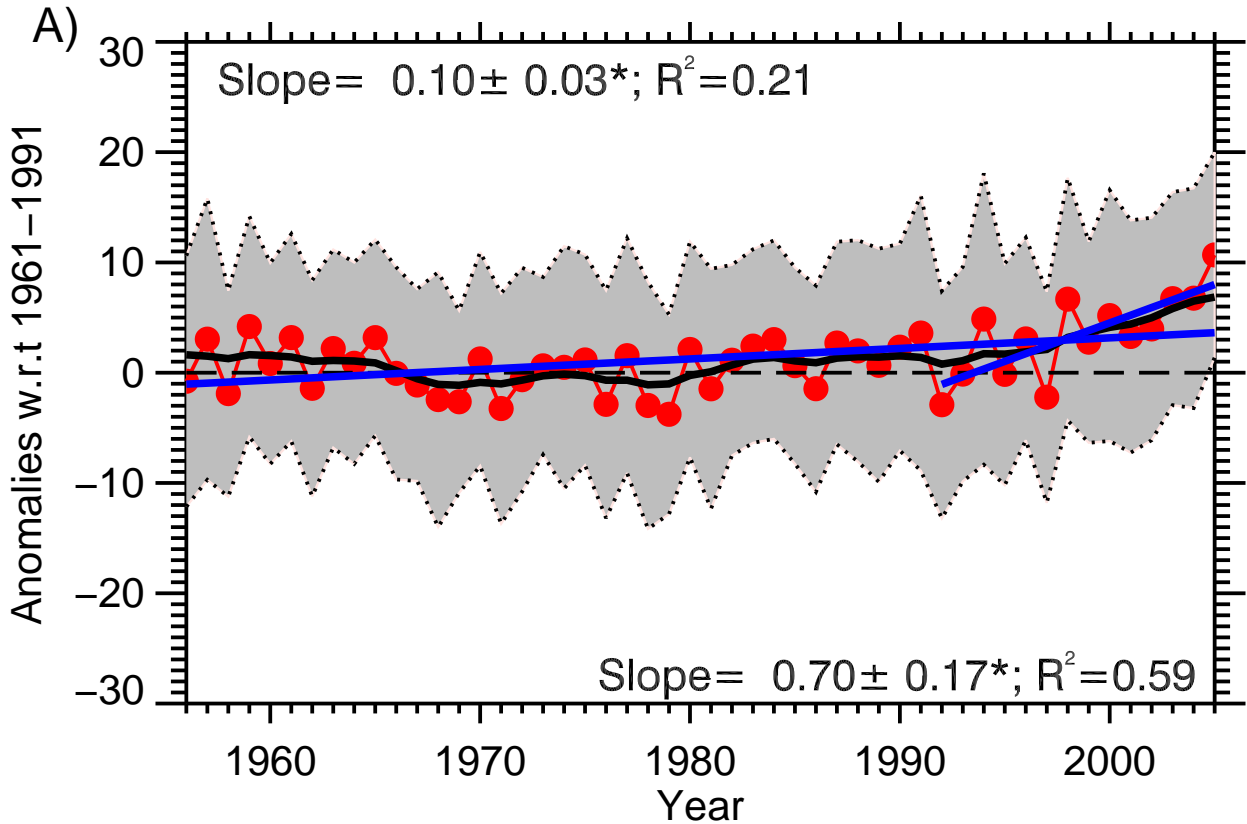 A)
Slope= 0.10± 0.03*; R²=0.21
Anomalies w.r.t 1961−1991
30
20
10
0
−10
−20
−30
Slope= 0.70± 0.17*; R²=0.59
1960 1970 1980 1990 2000
Year